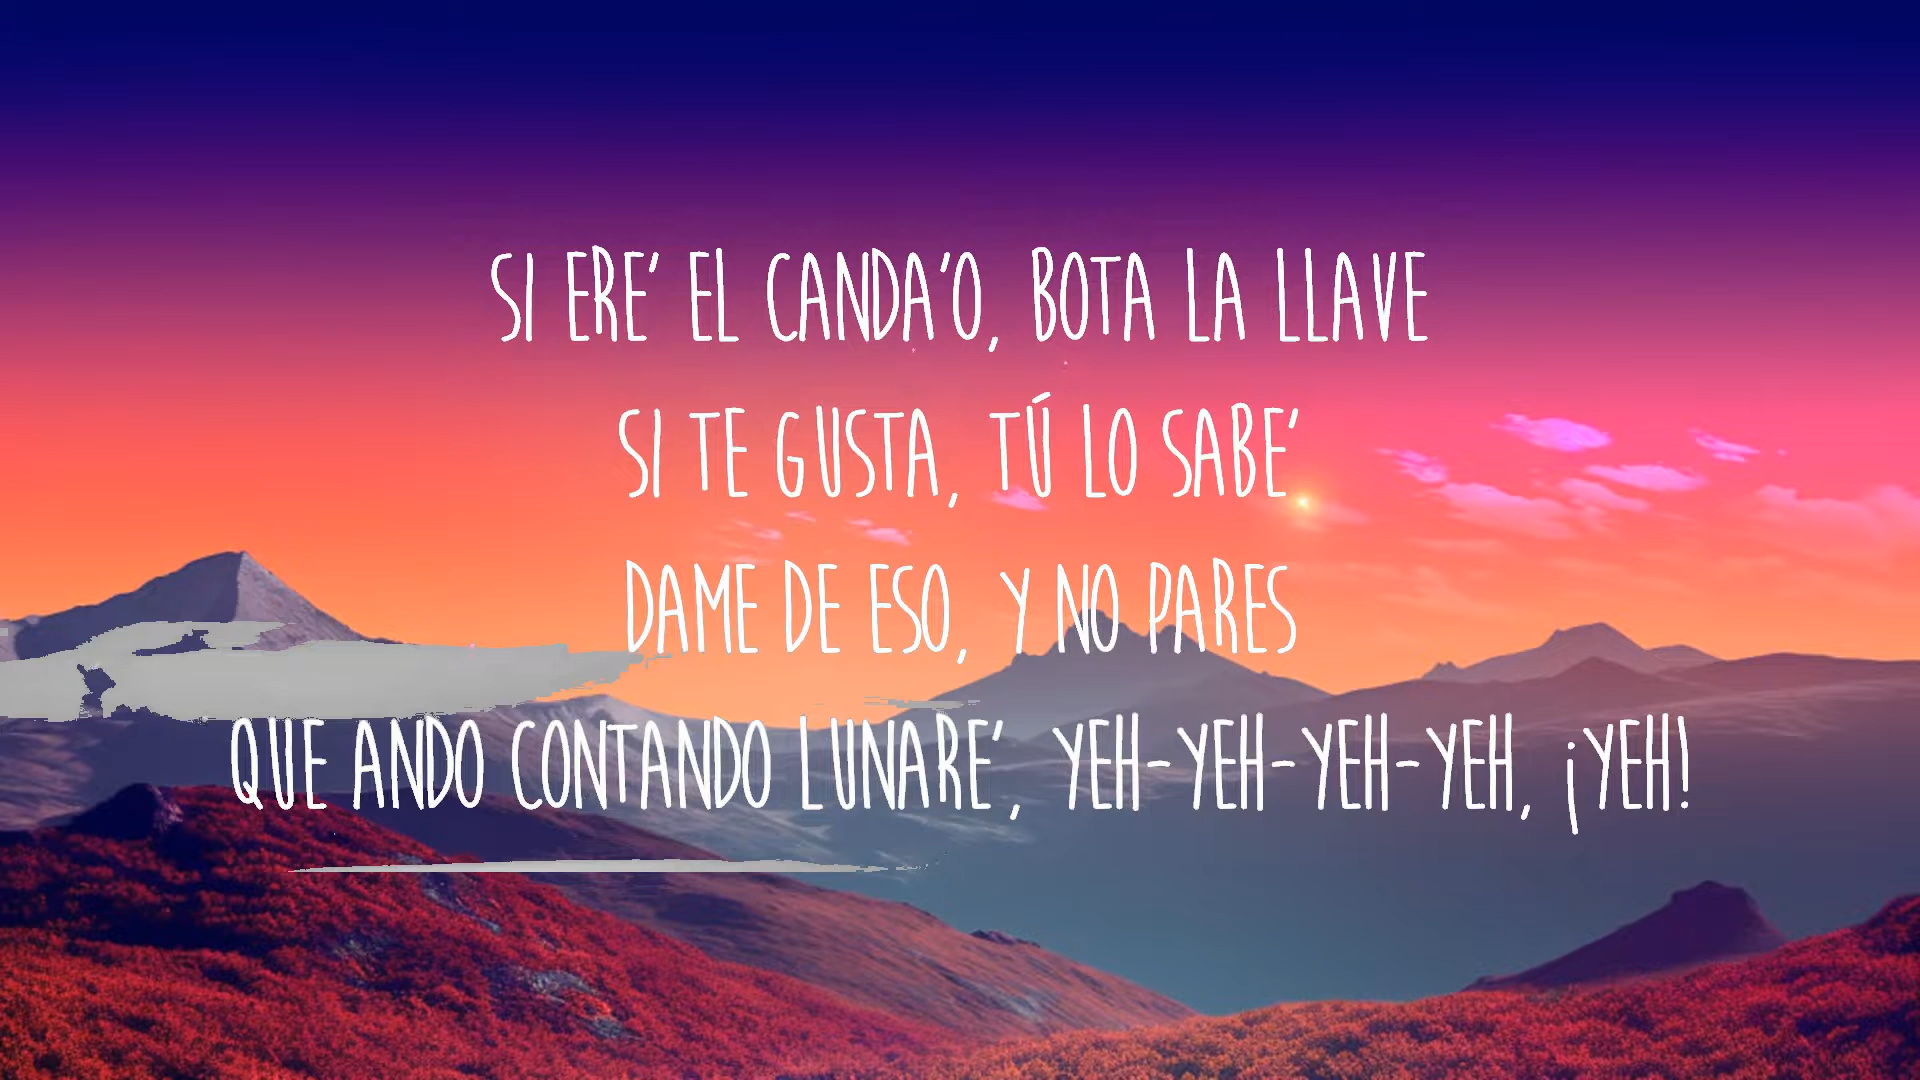 SI ERE' EL CANDA'O, BOTA LA LLAVE
SI TE GUSTA, TÚ LO SABE'
DAME DE ESO, Y NO PARES
QUE ANDO CONTANDO LUNARE', YEH-YEH-YEH-YEH, ¡YEH!